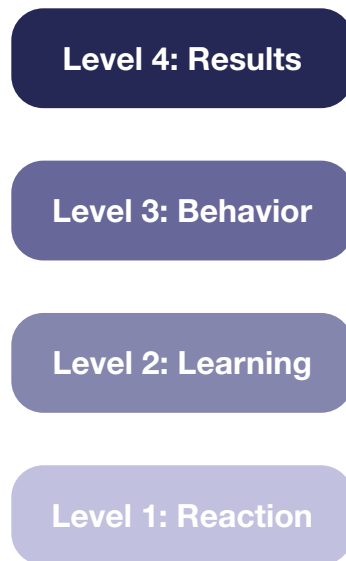 Level 4: Results
Level 3: Behavior
Level 2: Learning
Level 1: Reaction